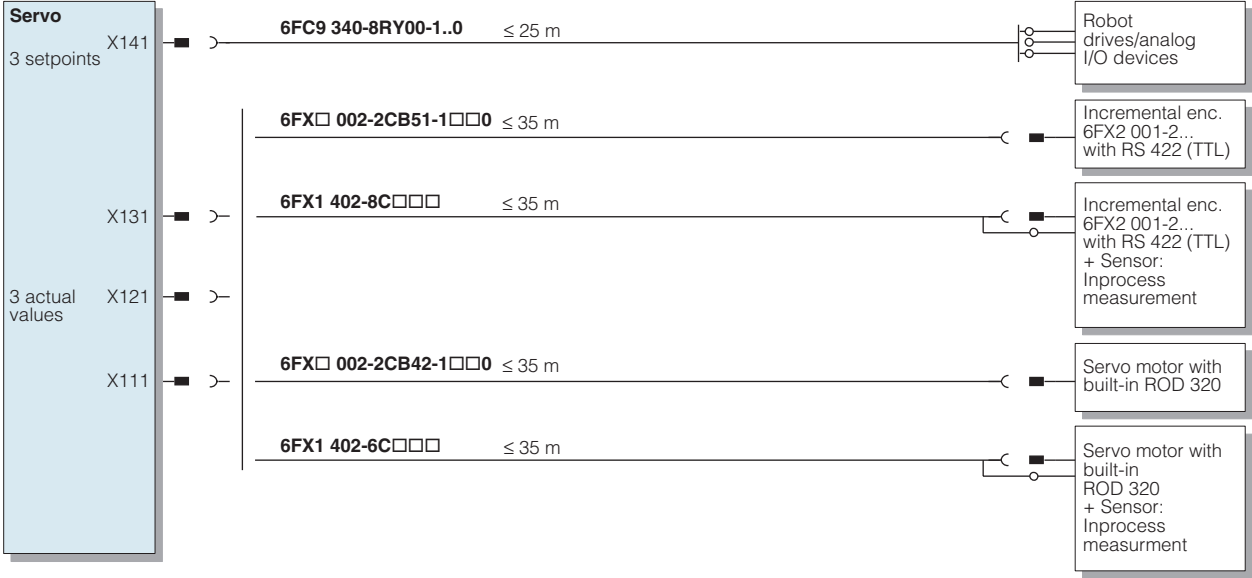 Servo
3 setpoints
X141
6FC9 340-8RY00-1..0 ≤ 25 m
Robot
drives/analog
I/O devices
6FX□ 002-2CB51-1□□0 ≤ 35 m
Incremental enc.
6FX2 001-2...
with RS 422 (TTL)
X131
6FX1 402-8C□□□ ≤ 35 m
Incremental enc.
6FX2 001-2...
with RS 422 (TTL)
+ Sensor:
Inprocess
measurement
3 actual
values
X121
X111
6FX□ 002-2CB42-1□□0 ≤ 35 m
Servo motor with
built-in ROD 320
6FX1 402-6C□□□ ≤ 35 m
Servo motor with
built-in
ROD 320
+ Sensor:
Inprocess
measurment